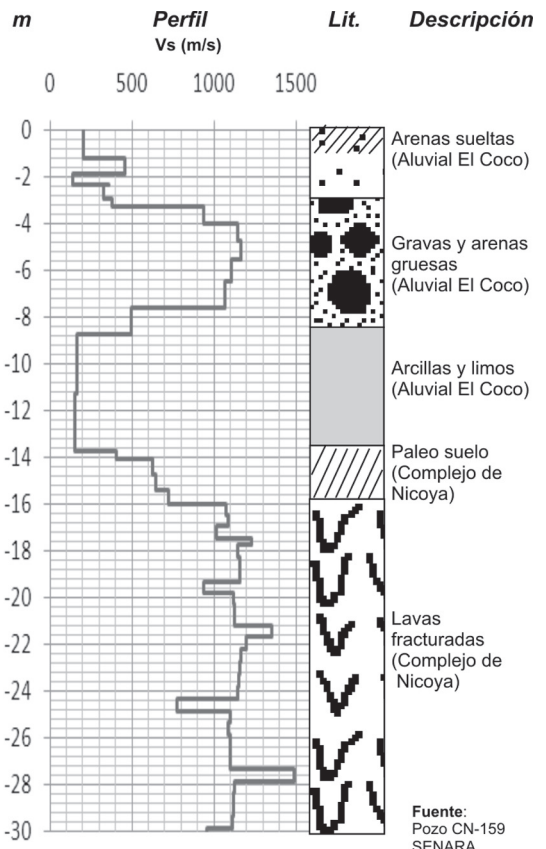 m Perfil Lit. Descripción
Vs (m/s)
0 500 1000 1500
0
-2
-4
-6
-8
-10
-12
-14
-16
-18
-20
-22
-24
-26
-28
-30
Arenas sueltas
(Aluvial El Coco)
Gravas y arenas
gruesas
(Aluvial El Coco)
Arcillas y limos
(Aluvial El Coco)
Paleo suelo
(Complejo de
Nicoya)
Lavas
fracturadas
(Complejo de
Nicoya)
Fuente:
Pozo CN-159
SENARA